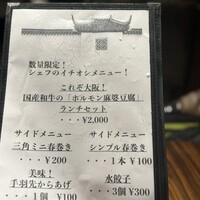 数量限定！
シェフのイチオシメニュー！
これぞ大阪！
国産和牛の「ホルモン麻婆豆腐」
ランチセット
・・・¥2,000
サイドメニュー
三角ミニ春巻き
・・・¥200
サイドメニュー
シンプル春巻き
・・・1本 ¥100
美味！
手羽先からあげ
・・・1個 ¥100
水餃子
・・・3個 ¥300